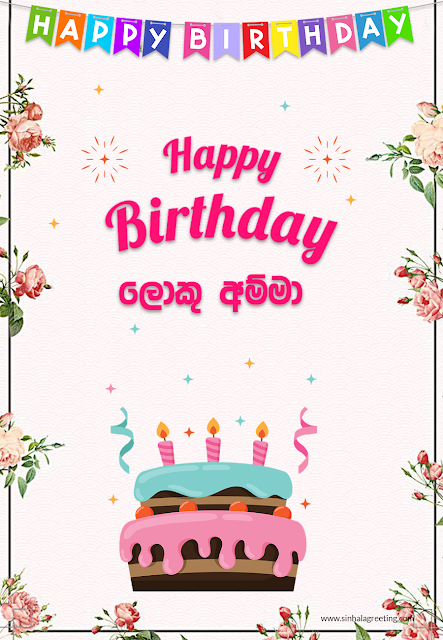 HAPPY BIRTHDAY
Happy
Birthday
ලොකු අම්මා
www.sinhalagreeting.com